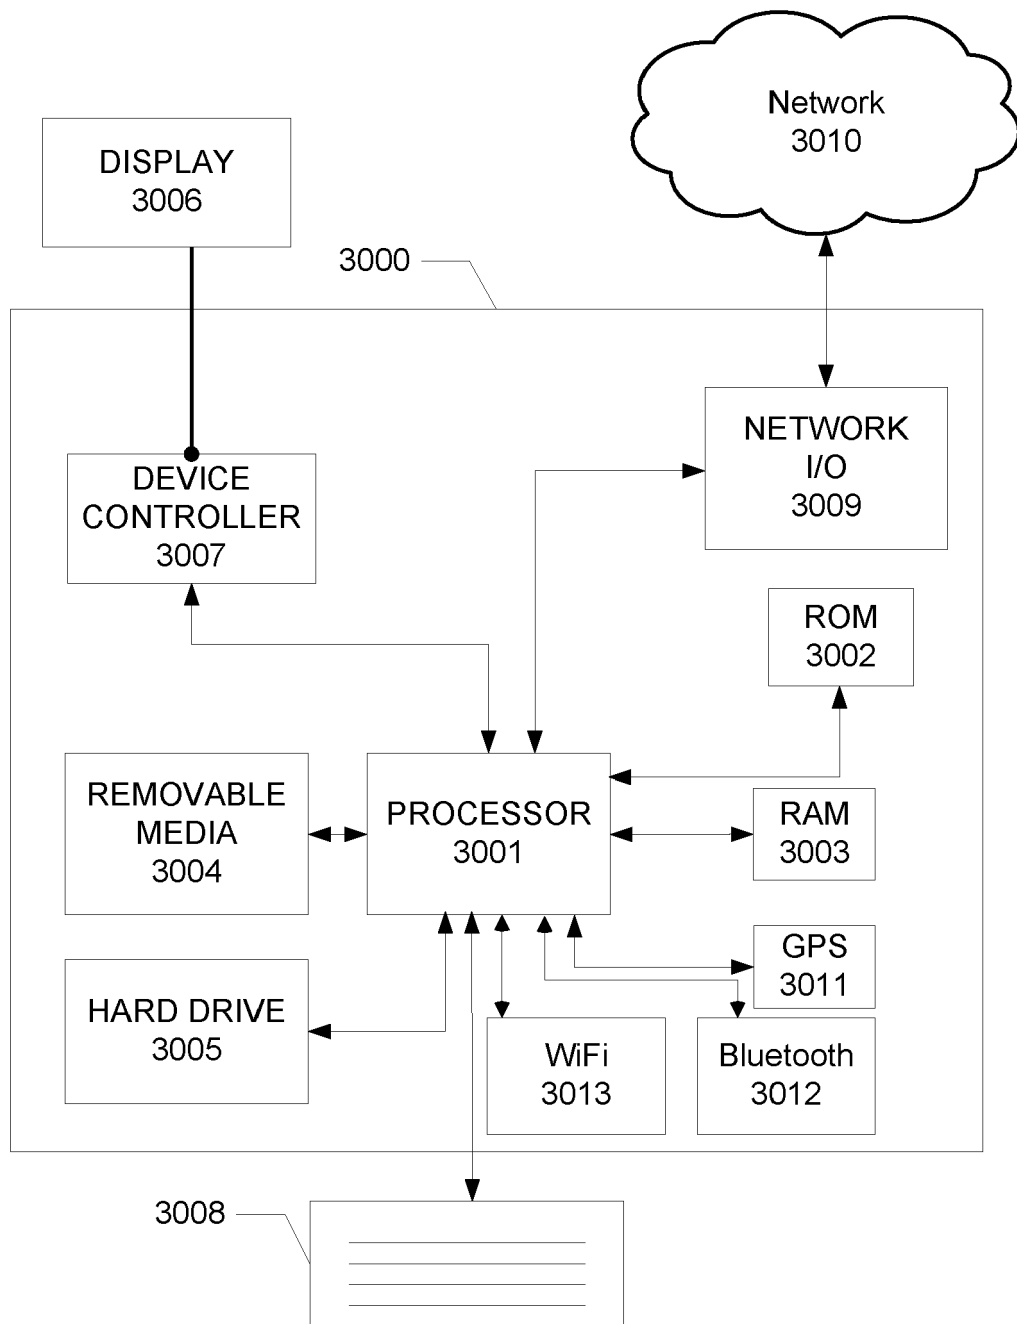 Network
3010
DISPLAY
3006
3000
NETWORK
I/O
3009
DEVICE
CONTROLLER
3007
ROM
3002
REMOVABLE
MEDIA
3004
PROCESSOR
3001
RAM
3003
GPS
3011
HARD DRIVE
3005
WiFi
3013
Bluetooth
3012
3008